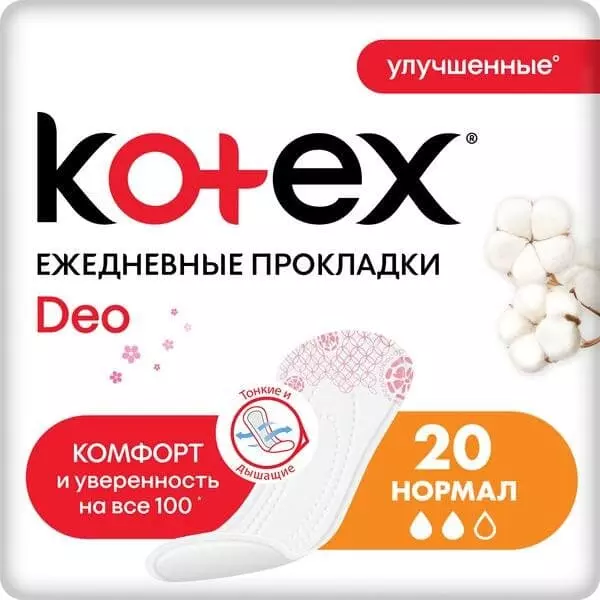 улучшенные°
kotex®
ЕЖЕДНЕВНЫЕ ПРОКЛАДКИ
Deo
Тонкие и
дышащие
КОМФОРТ
и уверенность
на все 100*
20
НОРМАЛ